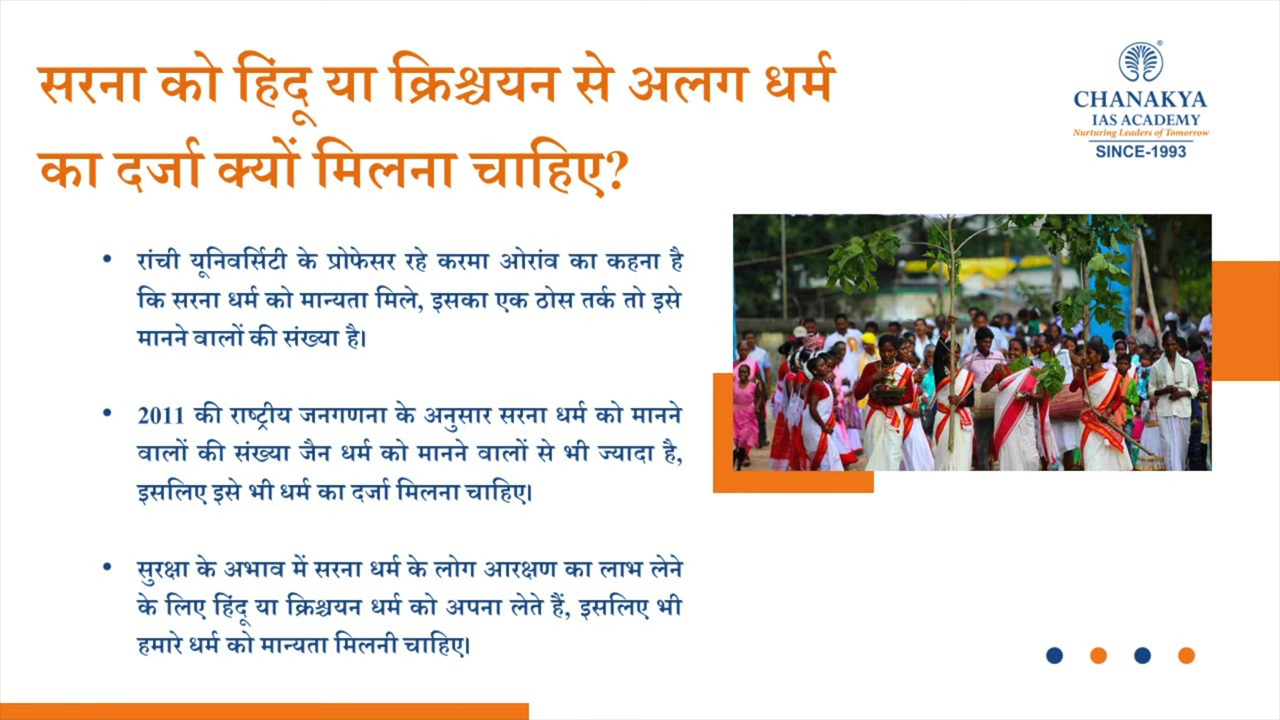 सरना को हिंदू या क्रिश्चयन से अलग धर्म
का दर्जा क्यों मिलना चाहिए?
CHANAKYA
IAS ACADEMY
Nurturing Leaders of Tomorrow
SINCE-1993
• रांची यूनिवर्सिटी के प्रोफेसर रहे करमा ओरांव का कहना है
कि सरना धर्म को मान्यता मिले, इसका एक ठोस तर्क तो इसे
मानने वालों की संख्या है।
• 2011 की राष्ट्रीय जनगणना के अनुसार सरना धर्म को मानने
वालों की संख्या जैन धर्म को मानने वालों से भी ज्यादा है,
इसलिए इसे भी धर्म का दर्जा मिलना चाहिए।
• सुरक्षा के अभाव में सरना धर्म के लोग आरक्षण का लाभ लेने
के लिए हिंदू या क्रिश्चयन धर्म को अपना लेते हैं, इसलिए भी
हमारे धर्म को मान्यता मिलनी चाहिए।